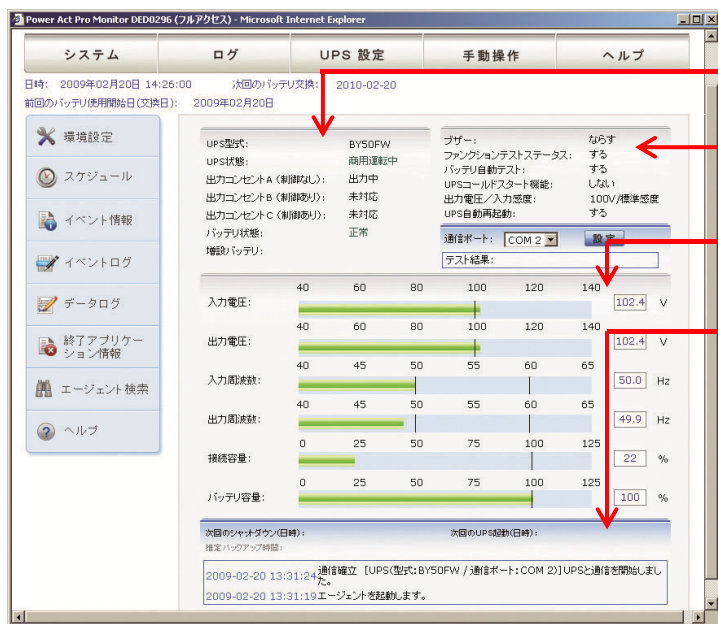 Power Act Pro Monitor DED0296 (フルアクセス) - Microsoft Internet Explorer
システム ログ UPS 設定 手動操作 ヘルプ
日時: 2009年02月20日 14:26:00 次回のバッテリ交換: 2010-02-20
前回のバッテリ使用開始日(交換日): 2009年02月20日
環境設定
スケジュール
イベント情報
イベントログ
データログ
終了アプリケー
ション情報
エージェント検索
ヘルプ
UPS型式: BY50FW
UPS状態: 商用運転中
出力コンセントA (制御なし): 出力中
出力コンセントB (制御あり): 未対応
出力コンセントC (制御あり): 未対応
バッテリ状態: 正常
増設バッテリ:
ブザー: ならす
ファンクションテストステータス: する
バッテリ自動テスト: する
UPSコールドスタート機能: しない
出力電圧/入力感度: 100V/標準感度
UPS自動再起動: する
通信ポート: COM 2 設定
テスト結果:
40 60 80 100 120 140
入力電圧: 102.4 V
40 60 80 100 120 140
出力電圧: 102.4 V
40 45 50 55 60 65
入力周波数: 50.0 Hz
40 45 50 55 60 65
出力周波数: 49.9 Hz
0 25 50 75 100 125
接続容量: 22 %
0 25 50 75 100 125
バッテリ容量: 100 %
次回のシャットダウン(日時): 次回のUPS起動(日時):
推定バックアップ時間:
2009-02-20 13:31:24 通信確立 [UPS(型式:BY50FW / 通信ポート:COM 2)]UPSと通信を開始しまし
た。
2009-02-20 13:31:19 エージェントを起動します。